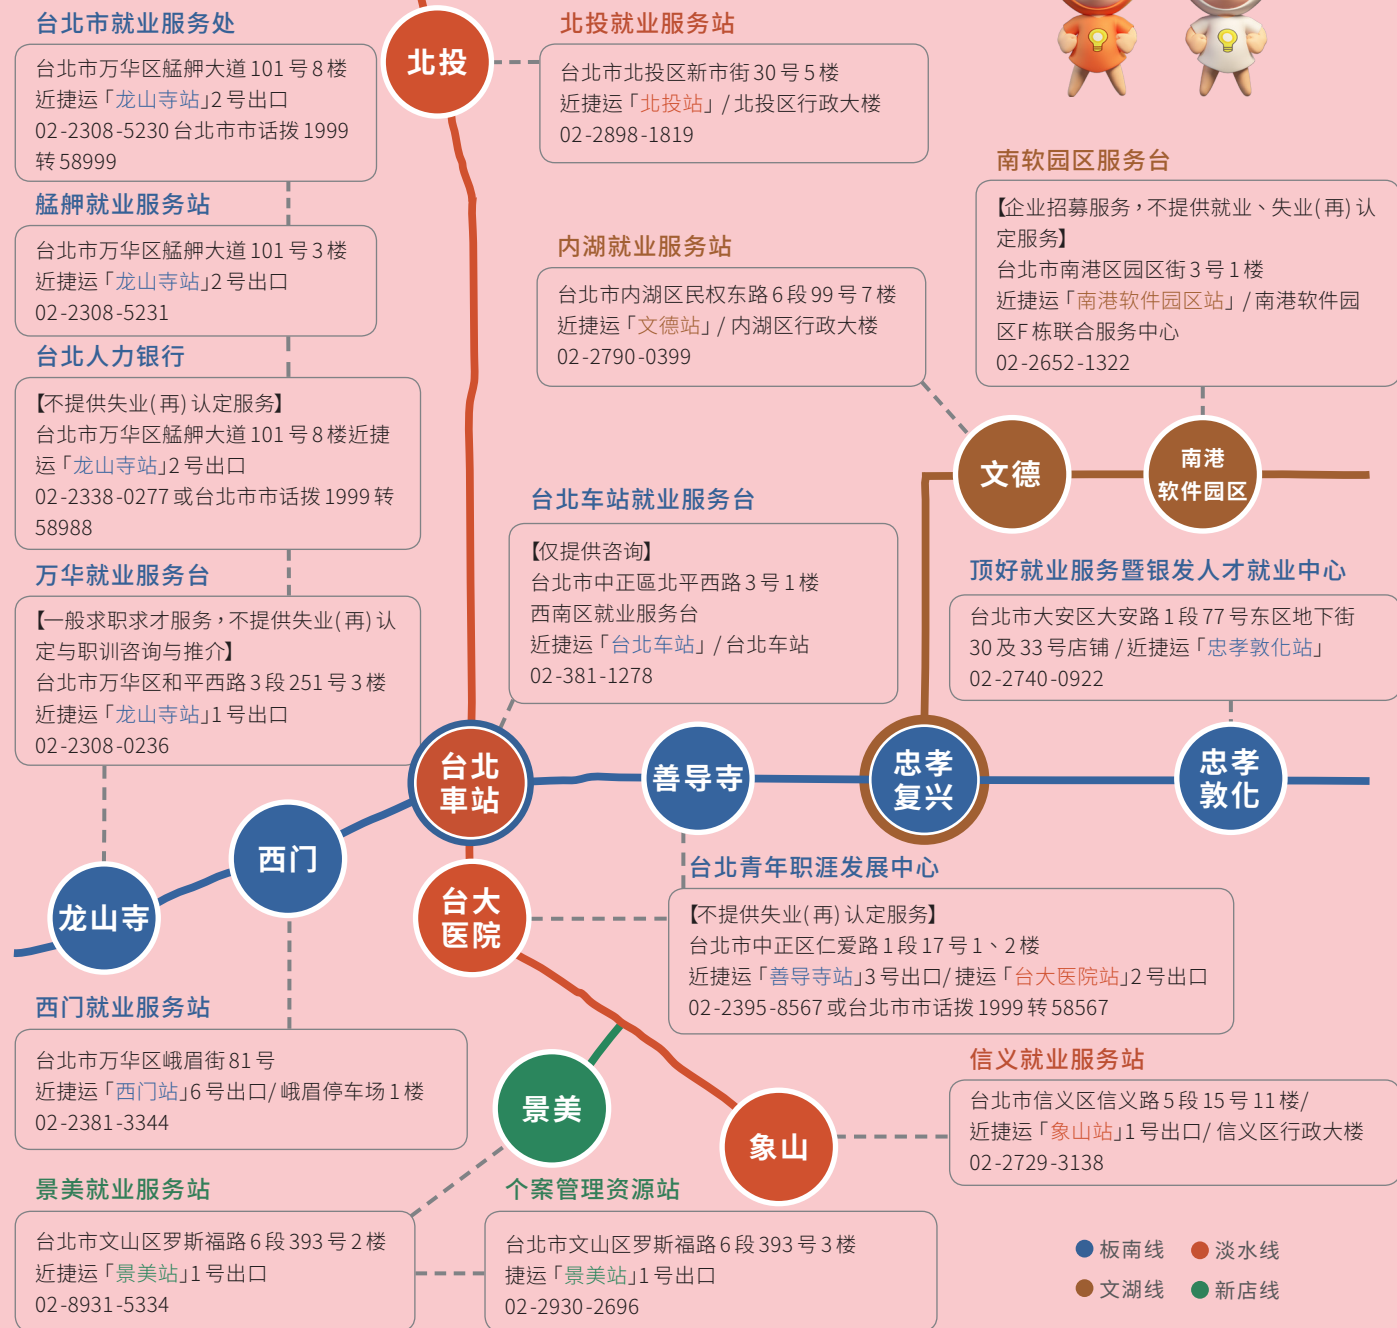 台北市就业服务处
台北市万华区艋舺大道101号8楼
近捷运「龙山寺站」2号出口
02-2308-5230台北市市话拨1999
转58999
艋舺就业服务站
台北市万华区艋舺大道101号3楼
近捷运「龙山寺站」2号出口
02-2308-5231
台北人力银行
【不提供失业(再)认定服务】
台北市万华区艋舺大道101号8楼近捷
运「龙山寺站」2号出口
02-2338-0277或台北市市话拨1999转
58988
万华就业服务台
【一般求职求才服务，不提供失业(再)认
定与职训咨询与推介】
台北市万华区和平西路3段251号3楼
近捷运「龙山寺站」1号出口
02-2308-0236
北投
北投就业服务站
台北市北投区新市街30号5楼
近捷运「北投站」/北投区行政大楼
02-2898-1819
内湖就业服务站
台北市内湖区民权东路6段99号7楼
近捷运「文德站」/内湖区行政大楼
02-2790-0399
南软园区服务台
【企业招募服务，不提供就业、失业(再)认
定服务】
台北市南港区园区街3号1楼
近捷运「南港软件园区站」/南港软件园
区F栋联合服务中心
02-2652-1322
文德
南港
软件园区
台北车站就业服务台
【仅提供咨询】
台北市中正區北平西路3号1楼
西南区就业服务台
近捷运「台北车站」/台北车站
02-381-1278
顶好就业服务暨银发人才就业中心
台北市大安区大安路1段77号东区地下街
30及33号店铺/近捷运「忠孝敦化站」
02-2740-0922
台北
車站
善导寺
忠孝
复兴
忠孝
敦化
西门
龙山寺
台大
医院
台北青年职涯发展中心
【不提供失业(再)认定服务】
台北市中正区仁爱路1段17号1、2楼
近捷运「善导寺站」3号出口/捷运「台大医院站」2号出口
02-2395-8567或台北市市话拨1999转58567
西门就业服务站
台北市万华区峨眉街81号
近捷运「西门站」6号出口/峨眉停车场1楼
02-2381-3344
景美
象山
信义就业服务站
台北市信义区信义路5段15号11楼/
近捷运「象山站」1号出口/信义区行政大楼
02-2729-3138
景美就业服务站
台北市文山区罗斯福路6段393号2楼
近捷运「景美站」1号出口
02-8931-5334
个案管理资源站
台北市文山区罗斯福路6段393号3楼
捷运「景美站」1号出口
02-2930-2696
板南线
淡水线
文湖线
新店线